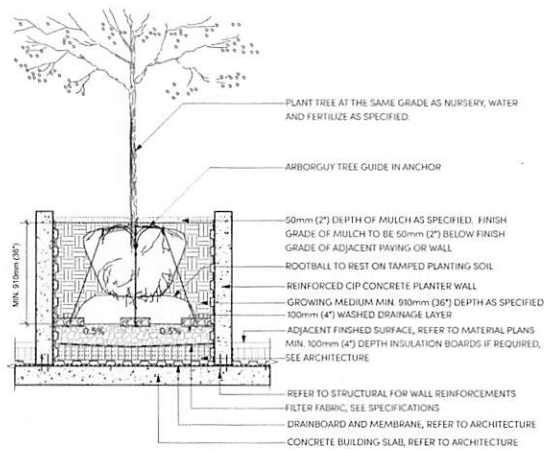 PLANT TREE AT THE SAME GRADE AS NURSERY, WATER
AND FERTILIZE AS SPECIFIED.
ARBORGUY TREE GUIDE IN ANCHOR
50mm (2") DEPTH OF MULCH AS SPECIFIED. FINISH
GRADE OF MULCH TO BE 50mm (2") BELOW FINISH
GRADE OF ADJACENT PAVING OR WALL
ROOTBALL TO REST ON TAMPED PLANTING SOIL
REINFORCED CIP CONCRETE PLANTER WALL
GROWING MEDIUM MIN. 910mm (36") DEPTH AS SPECIFIED
100mm (4") WASHED DRAINAGE LAYER
ADJACENT FINSHED SURFACE, REFER TO MATERIAL PLANS
MIN. 100mm (4") DEPTH INSULATION BOARDS IF REQUIRED,
SEE ARCHITECTURE
REFER TO STRUCTURAL FOR WALL REINFORCEMENTS
FILTER FABRIC, SEE SPECIFICATIONS
DRAINBOARD AND MEMBRANE, REFER TO ARCHITECTURE
CONCRETE BUILDING SLAB, REFER TO ARCHITECTURE
MIN. 910mm (36")
0.5%
0.5%